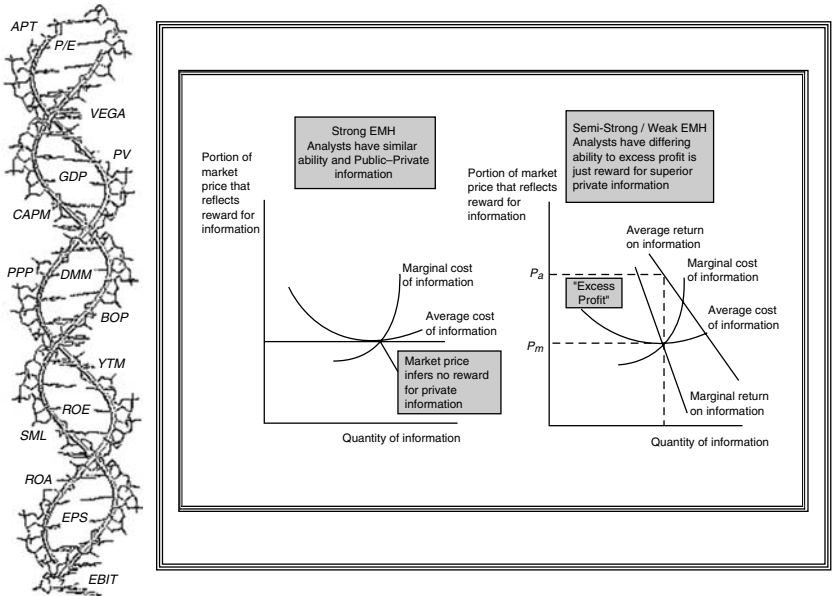 APT
P/E
VEGA
PV
GDP
CAPM
PPP
DMM
BOP
YTM
ROE
SML
ROA
EPS
EBIT
Strong EMH
Analysts have similar
ability and Public–Private
information
Portion of
market
price that
reflects
reward for
information
Marginal cost
of information
Average cost
of information
Market price
infers no reward
for private
information
Quantity of information
Semi-Strong / Weak EMH
Analysts have differing
ability to excess profit is
just reward for superior
private information
Portion of market
price that reflects
reward for
information
Average return
on information
Marginal cost
of information
Pa
"Excess
Profit"
Average cost
of information
Pm
Marginal return
on information
Quantity of information